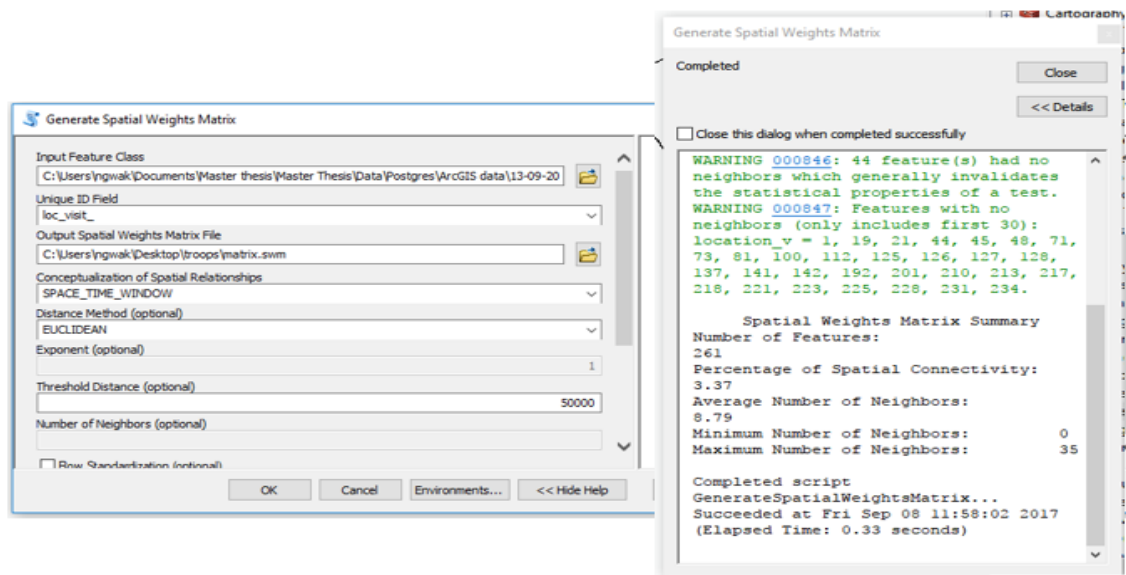 Generate Spatial Weights Matrix
Input Feature Class
C:\Users\ngwak\Documents\Master thesis\Master Thesis\Data\Postgres\ArcGIS data\13-09-20
Unique ID Field
loc_visit_
Output Spatial Weights Matrix File
C:\Users\ngwak\Desktop\troops\matrix.swm
Conceptualization of Spatial Relationships
SPACE_TIME_WINDOW
Distance Method (optional)
EUCLIDEAN
Exponent (optional)
1
Threshold Distance (optional)
50000
Number of Neighbors (optional)
Row Standardization (optional)
OK
Cancel
Environments...
<< Hide Help
Cartography
Generate Spatial Weights Matrix
Completed
Close
<< Details
Close this dialog when completed successfully
WARNING 000846: 44 feature(s) had no
neighbors which generally invalidates
the statistical properties of a test.
WARNING 000847: Features with no
neighbors (only includes first 30):
location_v = 1, 19, 21, 44, 45, 48, 71,
73, 81, 100, 112, 125, 126, 127, 128,
137, 141, 142, 192, 201, 210, 213, 217,
218, 221, 223, 225, 228, 231, 234.
Spatial Weights Matrix Summary
Number of Features:
261
Percentage of Spatial Connectivity:
3.37
Average Number of Neighbors:
8.79
Minimum Number of Neighbors: 0
Maximum Number of Neighbors: 35
Completed script
GenerateSpatialWeightsMatrix...
Succeeded at Fri Sep 08 11:58:02 2017
(Elapsed Time: 0.33 seconds)